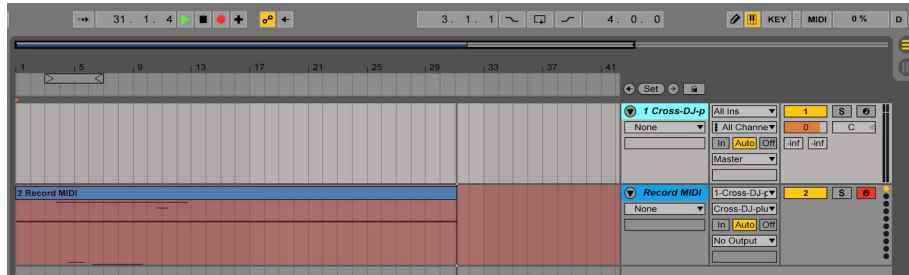 31. 1. 4
3. 1. 1
4. 0. 0
KEY
MIDI
0 %
D
1 5 9 13 17 21 25 29 33 37 41
Set
1 Cross-DJ-p All Ins 1 S
None All Channe 0 C
In Auto Off -inf -inf
Master
2 Record MIDI
Record MIDI 1-Cross-DJ-p 2 S
None Cross-DJ-plu
In Auto Off
No Output